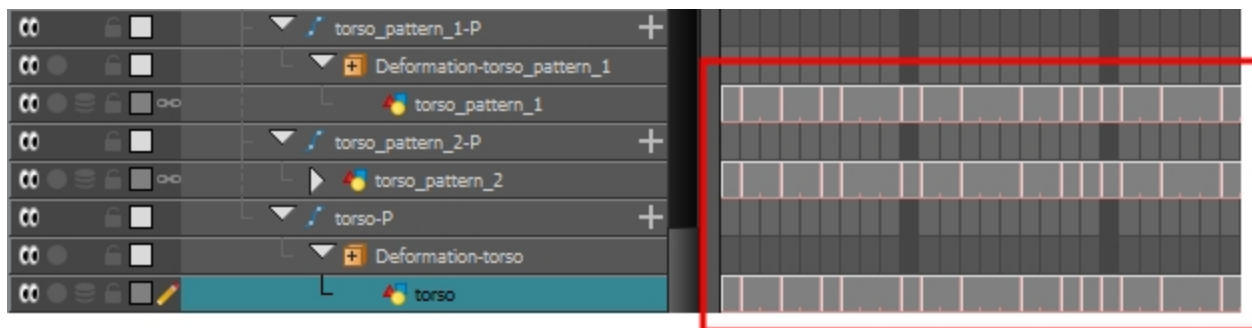 torso_pattern_1-P
Deformation-torso_pattern_1
torso_pattern_1
torso_pattern_2-P
torso_pattern_2
torso-P
Deformation-torso
torso